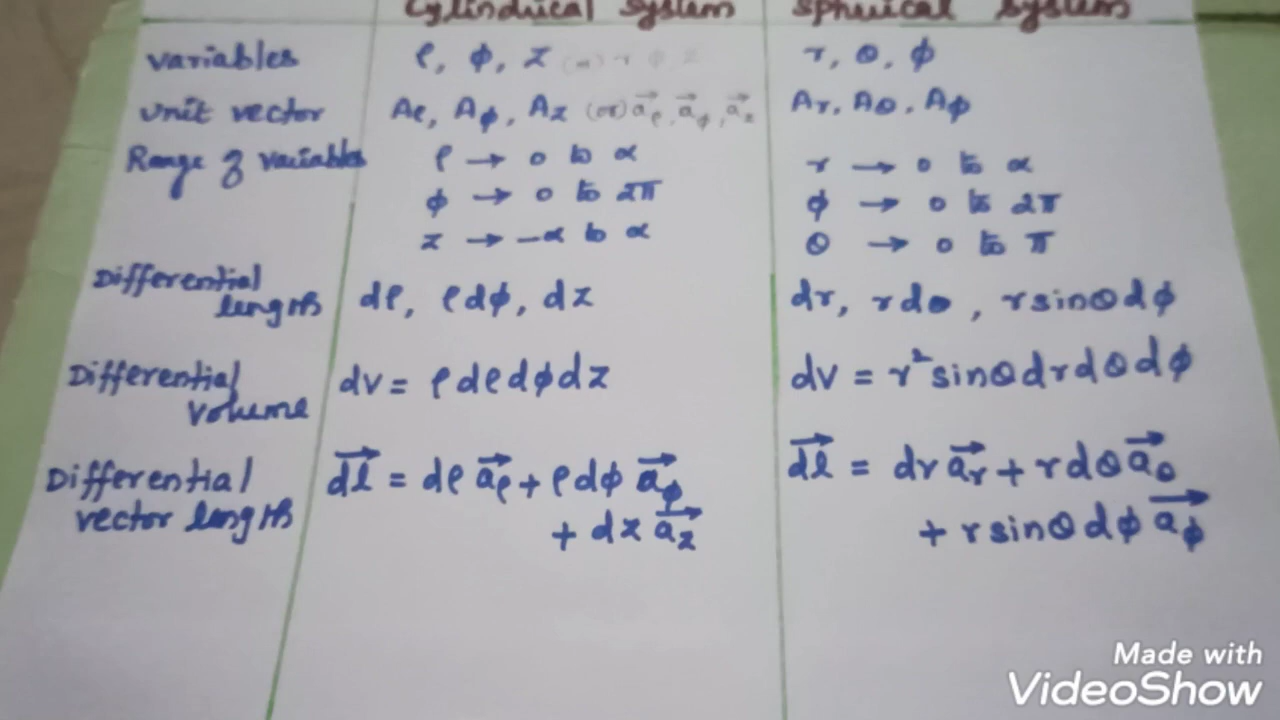 Cylindrical System Spherical System
Variables ρ, ϕ, z (or) r ϕ z r, θ, ϕ
Unit vector Aρ, Aϕ, Az (or) a⃗ρ, a⃗ϕ, a⃗z Ar, Aθ, Aϕ
Range of variables ρ → 0 to α r → 0 to α
ϕ → 0 to 2π ϕ → 0 to 2π
z → -α to α θ → 0 to π
Differential
lengths dρ, ρdϕ, dz dr, rdθ, rsinθdϕ
Differential
volume dv = ρdρdϕdz dv = r²sinθdrdθdϕ
Differential
vector lengths d⃗l = dρ a⃗ρ + ρdϕ a⃗ϕ d⃗l = dr a⃗r + rdθ a⃗θ
+ dz a⃗z + rsinθdϕ a⃗ϕ
Made with
VideoShow